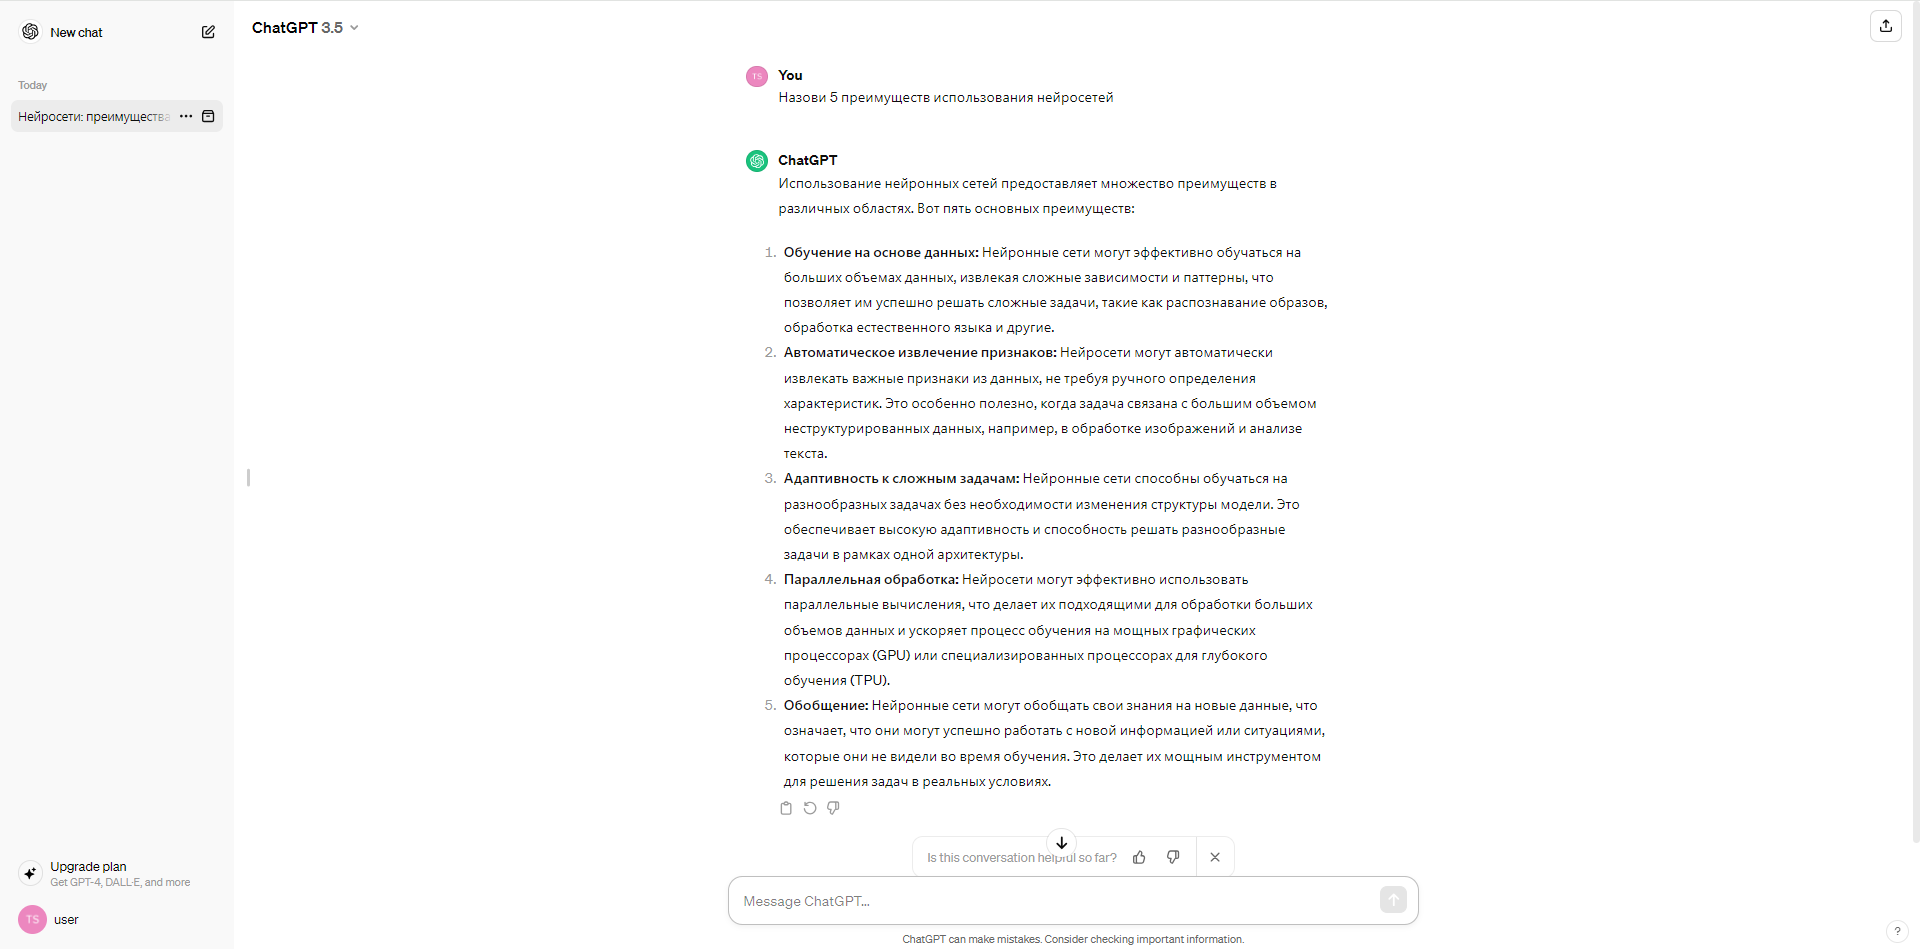 New chat
Today
Нейросети: преимущества
Upgrade plan
Get GPT-4, DALL·E, and more
TS
user
ChatGPT 3.5
TS
You
Назови 5 преимуществ использования нейросетей
ChatGPT
Использование нейронных сетей предоставляет множество преимуществ в
различных областях. Вот пять основных преимуществ:
1. Обучение на основе данных: Нейронные сети могут эффективно обучаться на
больших объемах данных, извлекая сложные зависимости и паттерны, что
позволяет им успешно решать сложные задачи, такие как распознавание образов,
обработка естественного языка и другие.
2. Автоматическое извлечение признаков: Нейросети могут автоматически
извлекать важные признаки из данных, не требуя ручного определения
характеристик. Это особенно полезно, когда задача связана с большим объемом
неструктурированных данных, например, в обработке изображений и анализе
текста.
3. Адаптивность к сложным задачам: Нейронные сети способны обучаться на
разнообразных задачах без необходимости изменения структуры модели. Это
обеспечивает высокую адаптивность и способность решать разнообразные
задачи в рамках одной архитектуры.
4. Параллельная обработка: Нейросети могут эффективно использовать
параллельные вычисления, что делает их подходящими для обработки больших
объемов данных и ускоряет процесс обучения на мощных графических
процессорах (GPU) или специализированных процессорах для глубокого
обучения (TPU).
5. Обобщение: Нейронные сети могут обобщать свои знания на новые данные, что
означает, что они могут успешно работать с новой информацией или ситуациями,
которые они не видели во время обучения. Это делает их мощным инструментом
для решения задач в реальных условиях.
Is this conversation helpful so far?
Message ChatGPT...
ChatGPT can make mistakes. Consider checking important information.
?